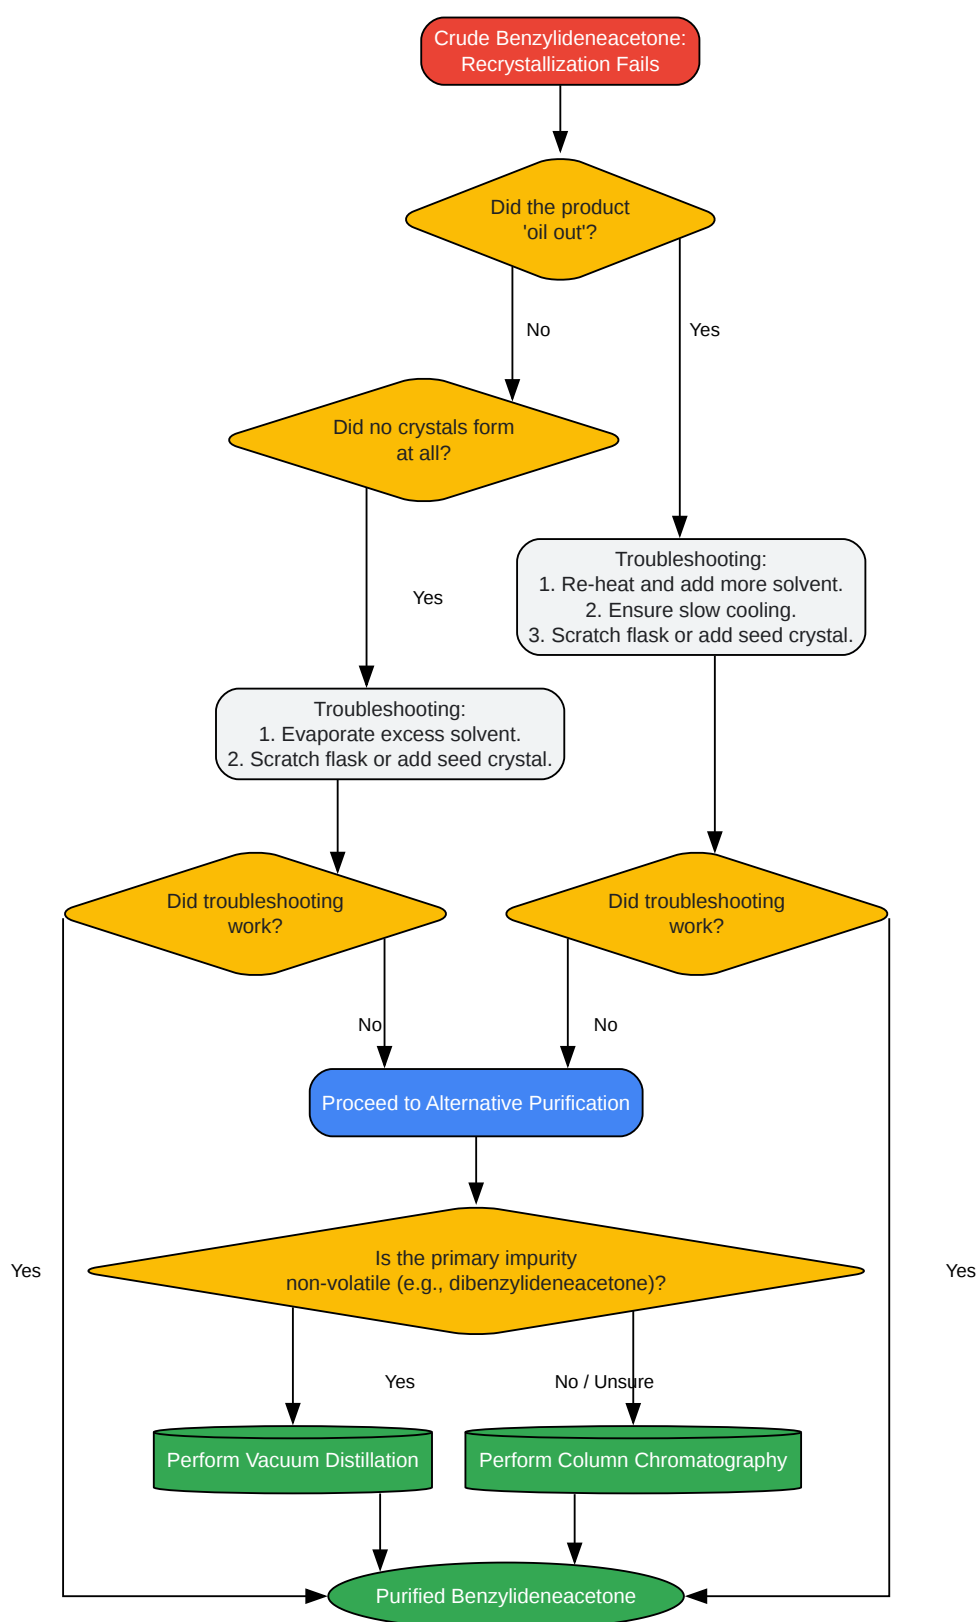 Crude Benzylideneacetone:
Recrystallization Fails
Did the product
'oil out'?
No
Yes
Did no crystals form
at all?
Troubleshooting:
1. Re-heat and add more solvent.
2. Ensure slow cooling.
3. Scratch flask or add seed crystal.
Yes
Troubleshooting:
1. Evaporate excess solvent.
2. Scratch flask or add seed crystal.
Did troubleshooting
work?
Did troubleshooting
work?
No
No
Proceed to Alternative Purification
Yes
Is the primary impurity
non-volatile (e.g., dibenzylideneacetone)?
Yes
Yes
No / Unsure
Perform Vacuum Distillation
Perform Column Chromatography
Purified Benzylideneacetone